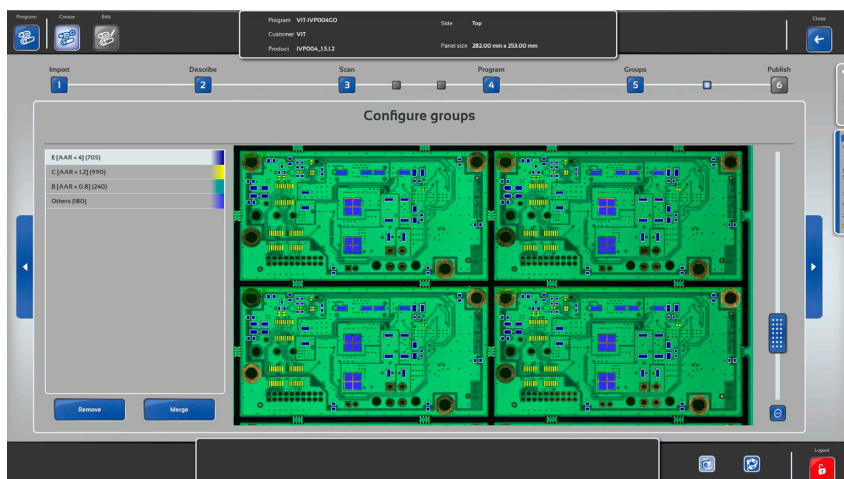 Program Create Edit
Program VIT-IVP004GO
Customer VIT
Product IVP004_1.5.1.2
Side Top
Panel size 282.00 mm x 253.00 mm
Close
Import Describe Scan Program Groups Publish
1 2 3 4 5 6
Configure groups
E [AAR < 4] (705)
C [AAR < 1.2] (990)
B [AAR < 0.8] (240)
Others (180)
Remove Merge
Logout